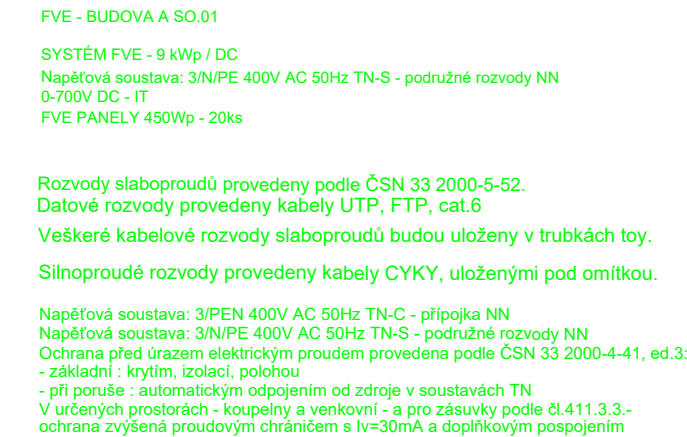 FVE - BUDOVA A SO.01
SYSTÉM FVE - 9 kWp / DC
Napěťová soustava: 3/N/PE 400V AC 50Hz TN-S - podružné rozvody NN
0-700V DC - IT
FVE PANELY 450Wp - 20ks
Rozvody slaboproudů provedeny podle ČSN 33 2000-5-52.
Datové rozvody provedeny kabely UTP, FTP, cat.6
Veškeré kabelové rozvody slaboproudů budou uloženy v trubkách toy.
Silnoproudé rozvody provedeny kabely CYKY, uloženými pod omítkou.
Napěťová soustava: 3/PEN 400V AC 50Hz TN-C - přípojka NN
Napěťová soustava: 3/N/PE 400V AC 50Hz TN-S - podružné rozvody NN
Ochrana před úrazem elektrickým proudem provedena podle ČSN 33 2000-4-41, ed.3:
- základní : krytím, izolací, polohou
- při poruše : automatickým odpojením od zdroje v soustavách TN
V určených prostorách - koupelny a venkovní - a pro zásuvky podle čl.411.3.3.-
ochrana zvýšená proudovým chráničem s Iv=30mA a doplňkovým pospojením